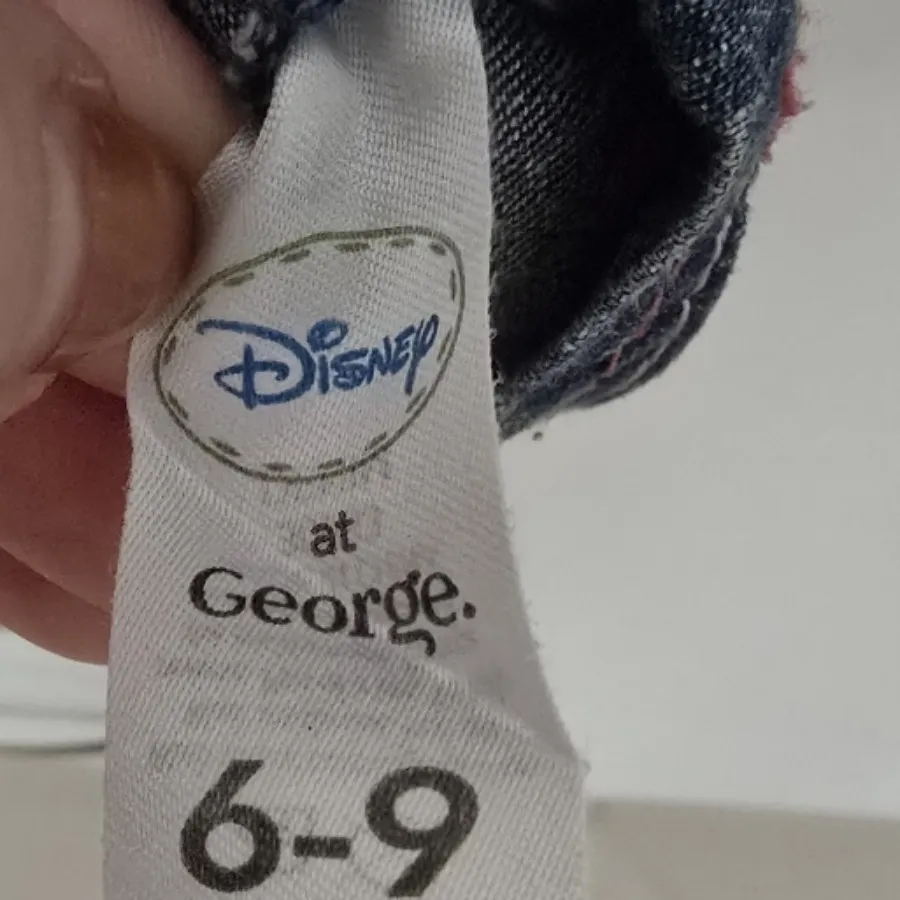 Disney
at
George.
6-9